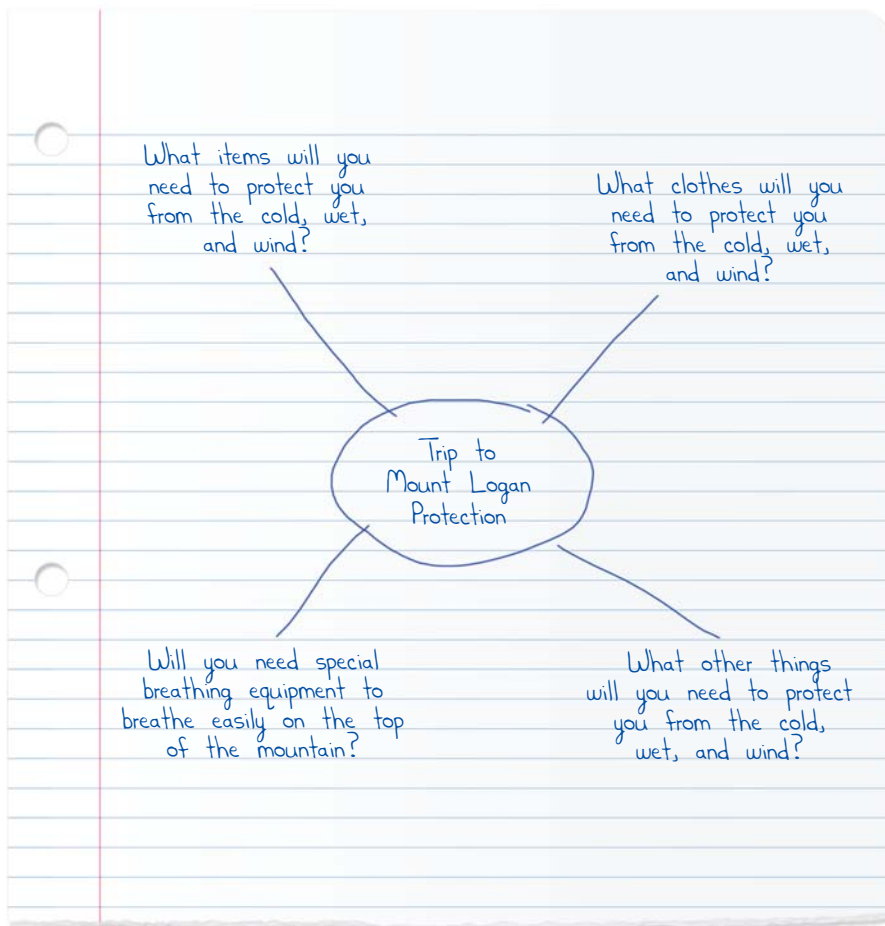 What items will you
need to protect you
from the cold, wet,
and wind?
What clothes will you
need to protect you
from the cold, wet,
and wind?
Trip to
Mount Logan
Protection
Will you need special
breathing equipment to
breathe easily on the top
of the mountain?
What other things
will you need to protect
you from the cold,
wet, and wind?